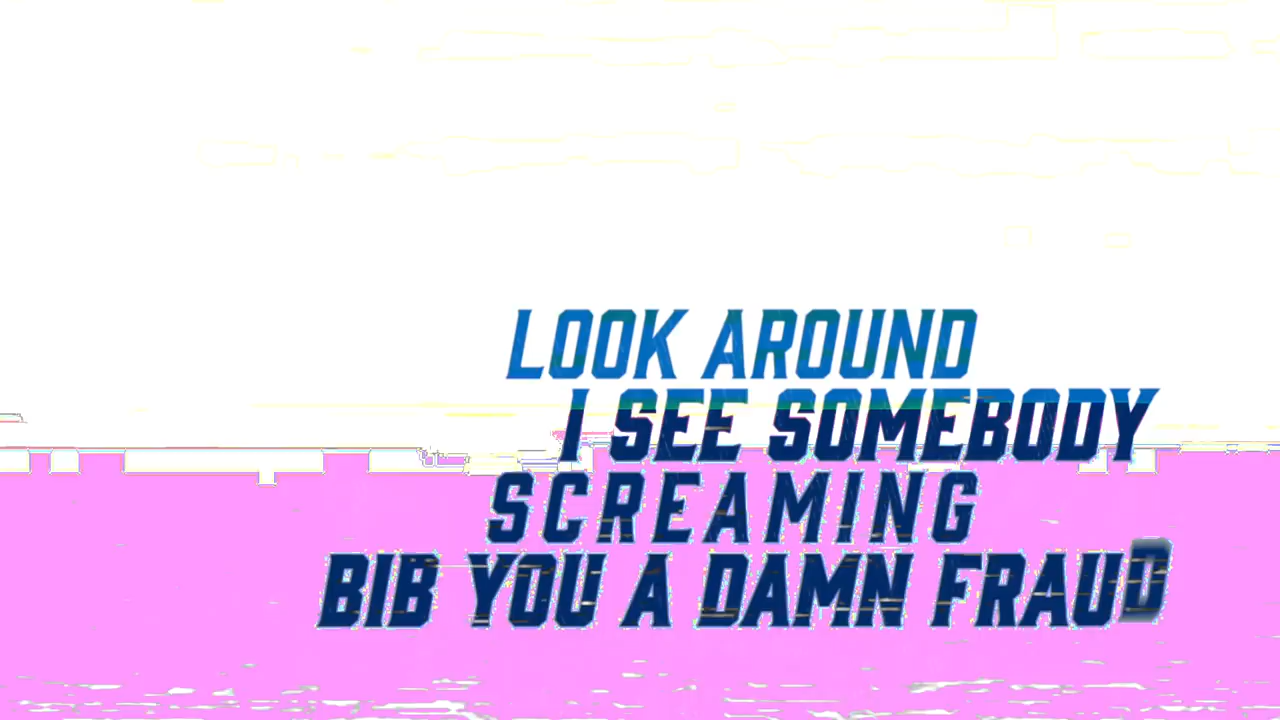 LOOK AROUND
I SEE SOMEBODY
SCREAMING
BIB YOU A DAMN FRAUD